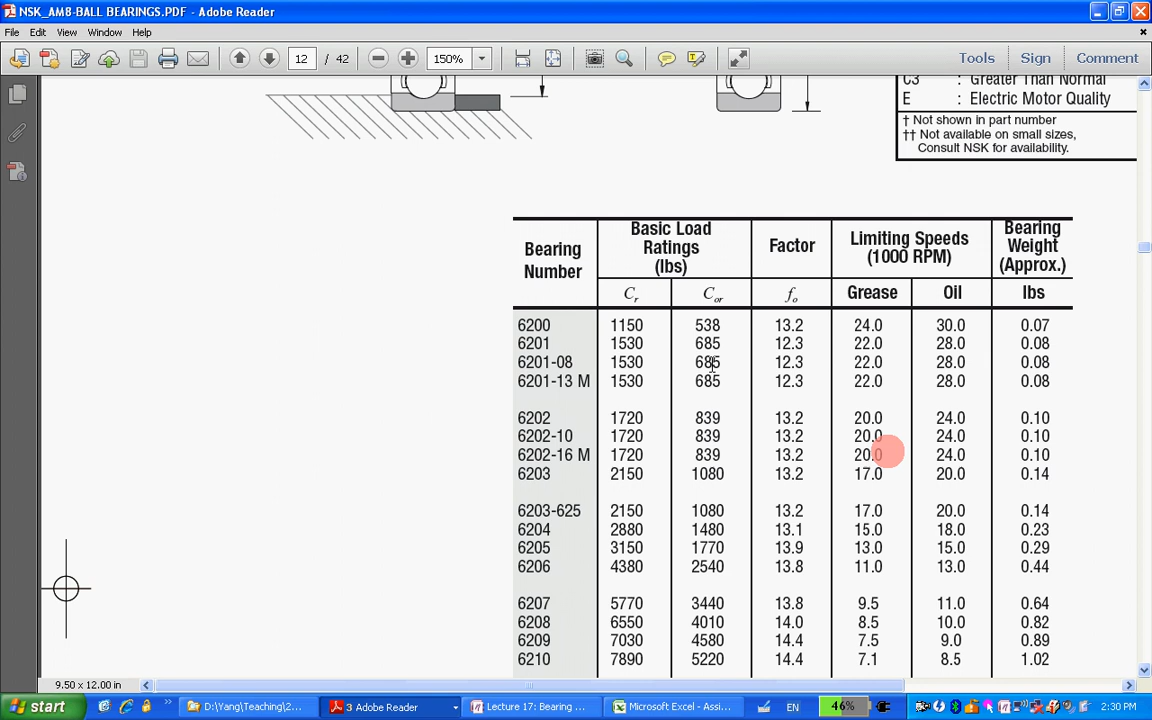 NSK_AM8-BALL BEARINGS.PDF - Adobe Reader
File Edit View Window Help
12 / 42 150% Tools Sign Comment
C3 : Greater Than Normal
E : Electric Motor Quality
† Not shown in part number
†† Not available on small sizes,
Consult NSK for availability.
Bearing Number Basic Load Ratings (lbs) Factor Limiting Speeds (1000 RPM) Bearing Weight (Approx.)
Cr Cor fo Grease Oil lbs
6200 1150 538 13.2 24.0 30.0 0.07
6201 1530 685 12.3 22.0 28.0 0.08
6201-08 1530 685 12.3 22.0 28.0 0.08
6201-13 M 1530 685 12.3 22.0 28.0 0.08
6202 1720 839 13.2 20.0 24.0 0.10
6202-10 1720 839 13.2 20.0 24.0 0.10
6202-16 M 1720 839 13.2 20.0 24.0 0.10
6203 2150 1080 13.2 17.0 20.0 0.14
6203-625 2150 1080 13.2 17.0 20.0 0.14
6204 2880 1480 13.1 15.0 18.0 0.23
6205 3150 1770 13.9 13.0 15.0 0.29
6206 4380 2540 13.8 11.0 13.0 0.44
6207 5770 3440 13.8 9.5 11.0 0.64
6208 6550 4010 14.0 8.5 10.0 0.82
6209 7030 4580 14.4 7.5 9.0 0.89
6210 7890 5220 14.4 7.1 8.5 1.02
9.50 x 12.00 in
start D:\Yang\Teaching\2... 3 Adobe Reader Lecture 17: Bearing ... Microsoft Excel - Assi... 46% EN 2:30 PM